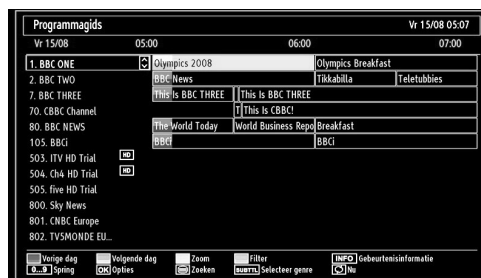 Programmagids Vr 15/08 05:07
Vr 15/08 05:00 06:00 07:00
1. BBC ONE Olympics 2008 Olympics Breakfast
2. BBC TWO BBC News Tikkabilla Teletubbies
7. BBC THREE This Is BBC THREE This Is BBC THREE
70. CBBC Channel T This Is CBBC!
80. BBC NEWS The World Today World Business Repo Breakfast
105. BBCi BBCi BBCi
503. ITV HD Trial HD
504. Ch4 HD Trial HD
505. five HD Trial
800. Sky News
801. CNBC Europe
802. TV5MONDE EU...
Vorige dag Volgende dag Zoom Filter INFO Gebeurtenisinformatie
0...9 Spring OK Opties Zoeken SUBTTL Selecteer genre Nu